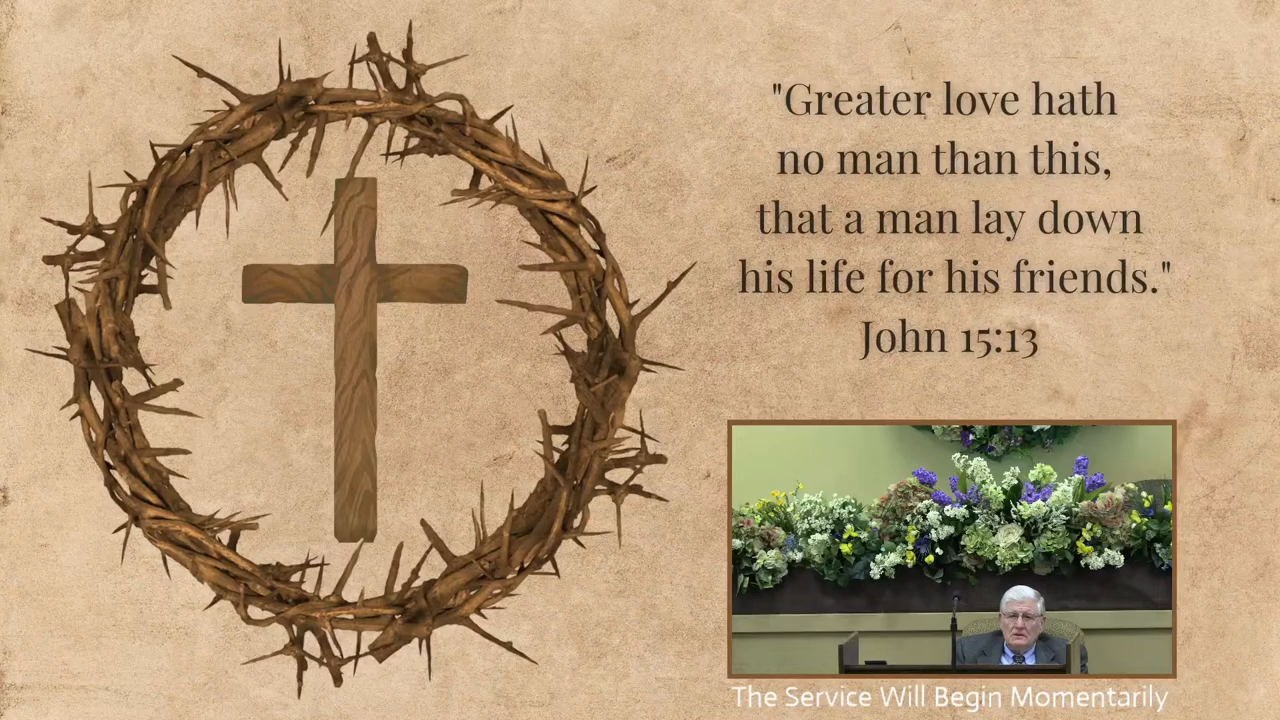 "Greater love hath
no man than this,
that a man lay down
his life for his friends."
John 15:13
The Service Will Begin Momentarily